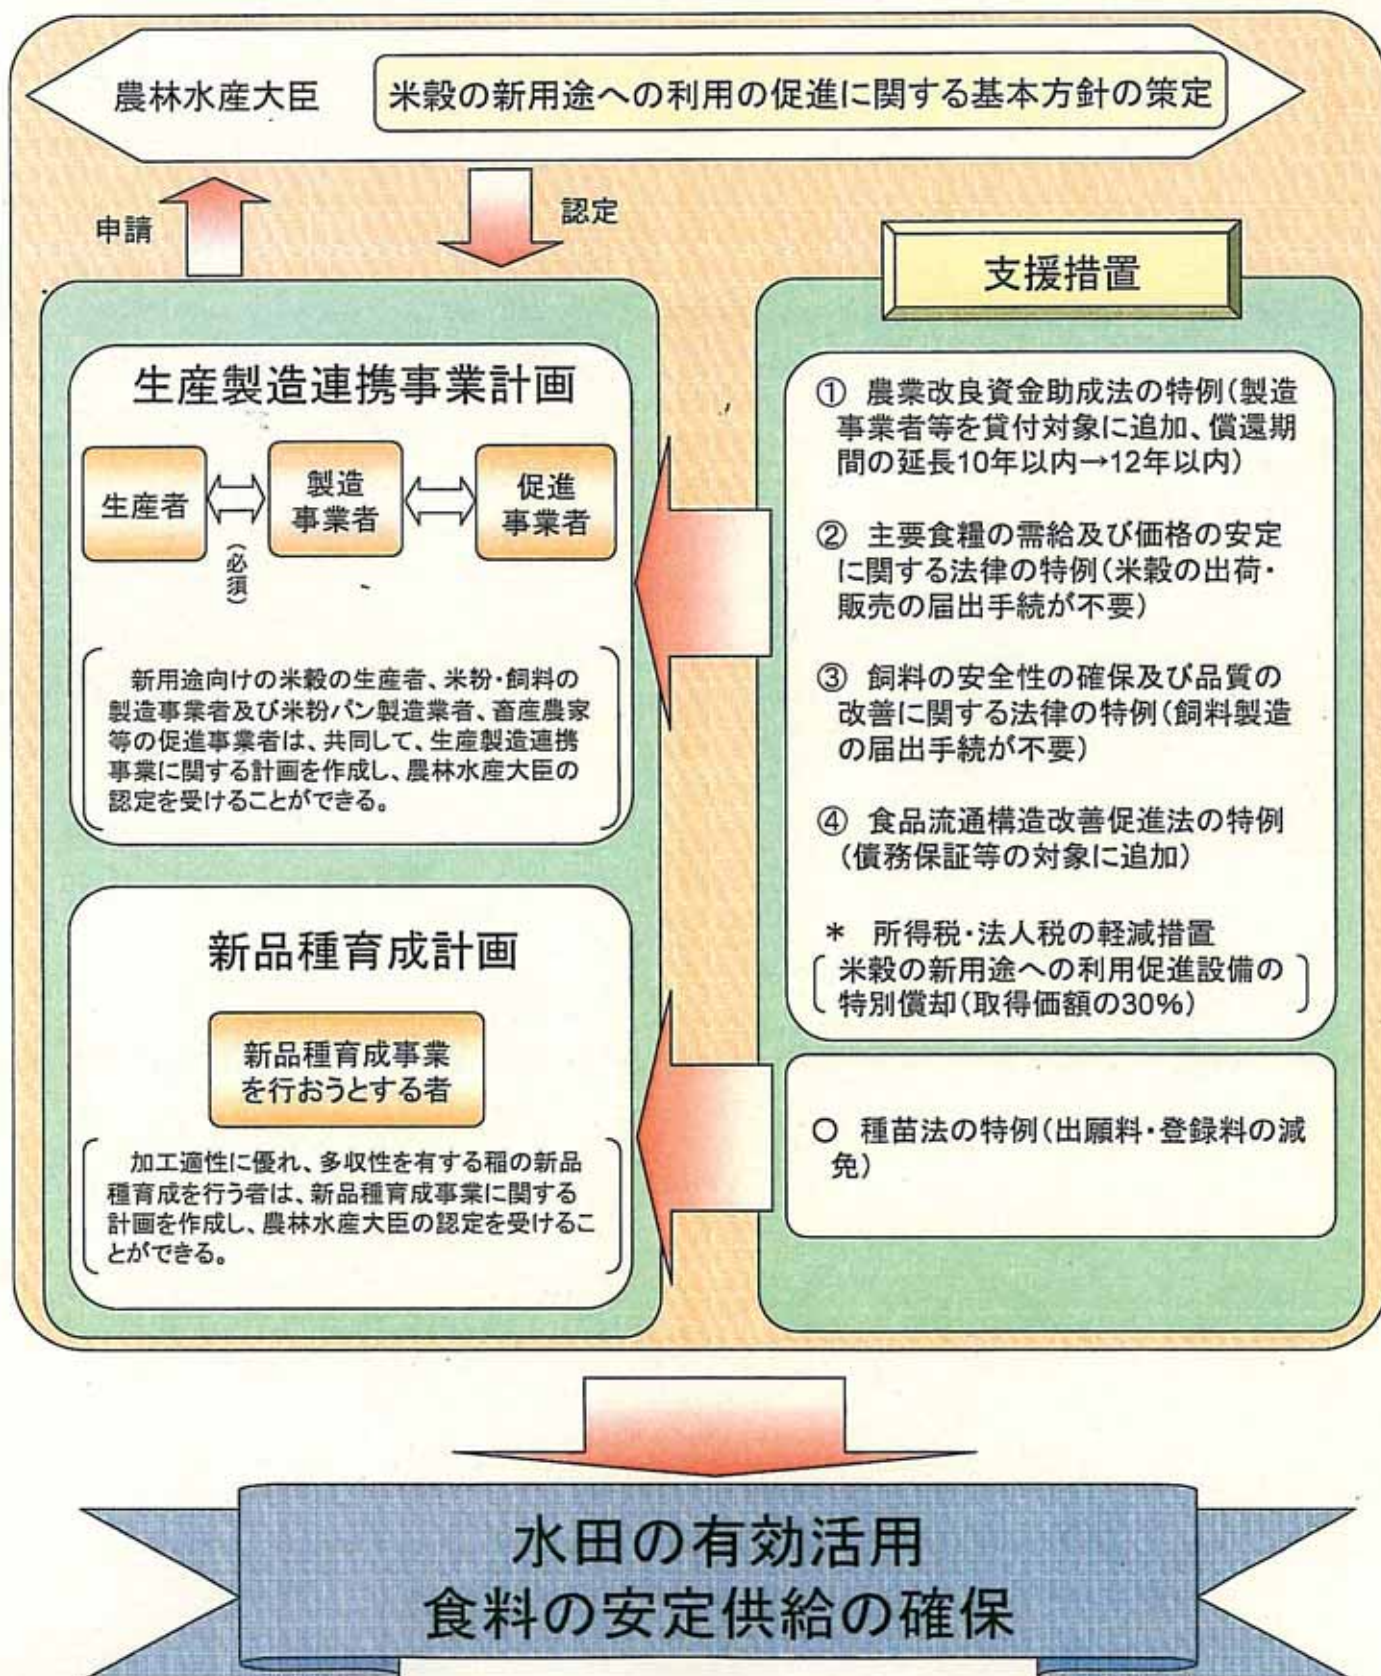 農林水産大臣
米穀の新用途への利用の促進に関する基本方針の策定
申請
認定
生産製造連携事業計画
生産者
(必須)
製造
事業者
促進
事業者
新用途向けの米穀の生産者、米粉・飼料の
製造事業者及び米粉パン製造業者、畜産農家
等の促進事業者は、共同して、生産製造連携
事業に関する計画を作成し、農林水産大臣の
認定を受けることができる。
新品種育成計画
新品種育成事業
を行おうとする者
加工適性に優れ、多収性を有する稲の新品
種育成を行う者は、新品種育成事業に関する
計画を作成し、農林水産大臣の認定を受けるこ
とができる。
支援措置
① 農業改良資金助成法の特例(製造
事業者等を貸付対象に追加、償還期
間の延長10年以内→12年以内)
② 主要食糧の需給及び価格の安定
に関する法律の特例(米穀の出荷・
販売の届出手続が不要)
③ 飼料の安全性の確保及び品質の
改善に関する法律の特例(飼料製造
の届出手続が不要)
④ 食品流通構造改善促進法の特例
(債務保証等の対象に追加)
* 所得税・法人税の軽減措置
米穀の新用途への利用促進設備の
特別償却(取得価額の30%)
○ 種苗法の特例(出願料・登録料の減
免)
水田の有効活用
食料の安定供給の確保